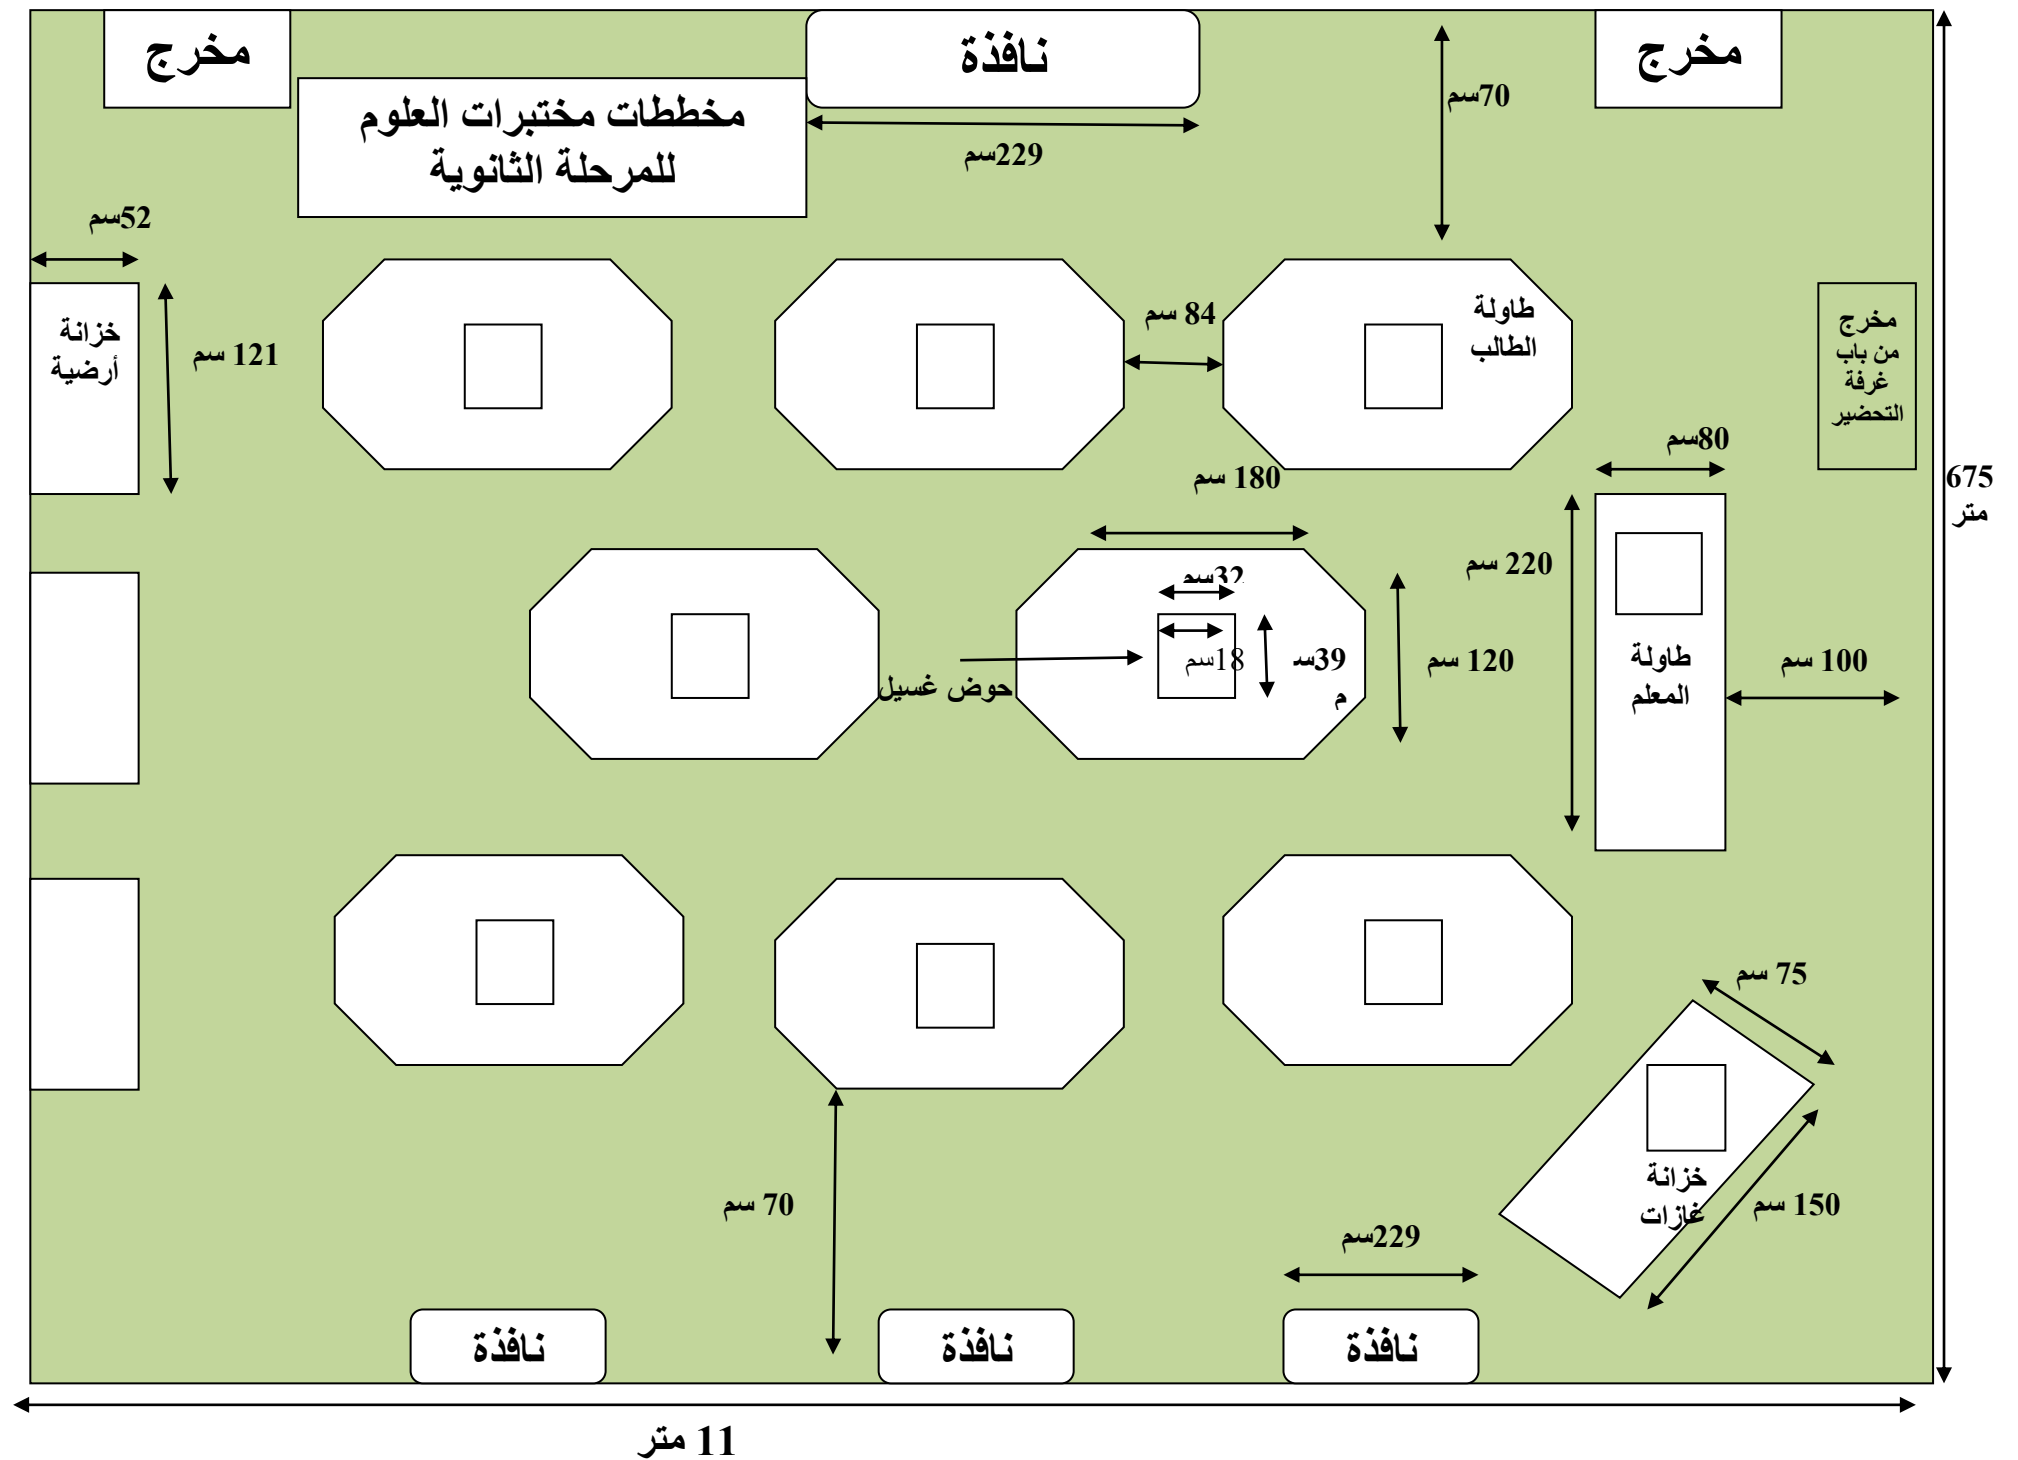 مخرج
نافذة
مخرج
70سم
مخططات مختبرات العلوم
للمرحلة الثانوية
229سم
52سم
خزانة
أرضية
121 سم
84 سم
طاولة
الطالب
مخرج
من باب
غرفة
التحضير
80سم
180 سم
675
متر
220 سم
32سم
39س
م
18سم
حوض غسيل
120 سم
طاولة
المعلم
100 سم
75 سم
خزانة
غازات
150 سم
70 سم
229سم
نافذة
نافذة
نافذة
11 متر